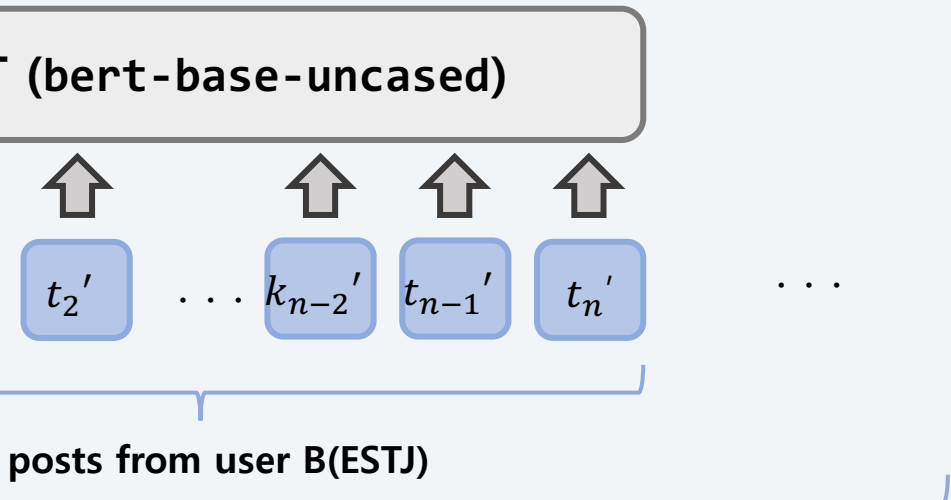 (bert-base-uncased)
t₂′ . . . kₙ₋₂′ tₙ₋₁′ tₙ′ . . .
posts from user B(ESTJ)